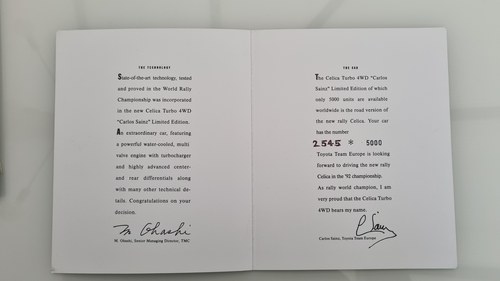 THE TECHNOLOGY
State-of-the-art technology, tested
and proved in the World Rally
Championship was incorporated
in the new Celica Turbo 4WD
"Carlos Sainz" Limited Edition.
An extraordinary car, featuring
a powerful water-cooled, multi
valve engine with turbocharger
and highly advanced center-
and rear differentials along
with many other technical de-
tails. Congratulations on your
decision.
M Ohashi
M. Ohashi, Senior Managing Director, TMC
THE CAR
The Celica Turbo 4WD "Carlos
Sainz" Limited Edition of which
only 5000 units are available
worldwide is the road version of
the new rally Celica. Your car
has the number
2545 * 5000
Toyota Team Europe is looking
forward to driving the new rally
Celica in the '92 championship.
As rally world champion, I am
very proud that the Celica Turbo
4WD bears my name.
C Sainz
Carlos Sainz, Toyota Team Europe